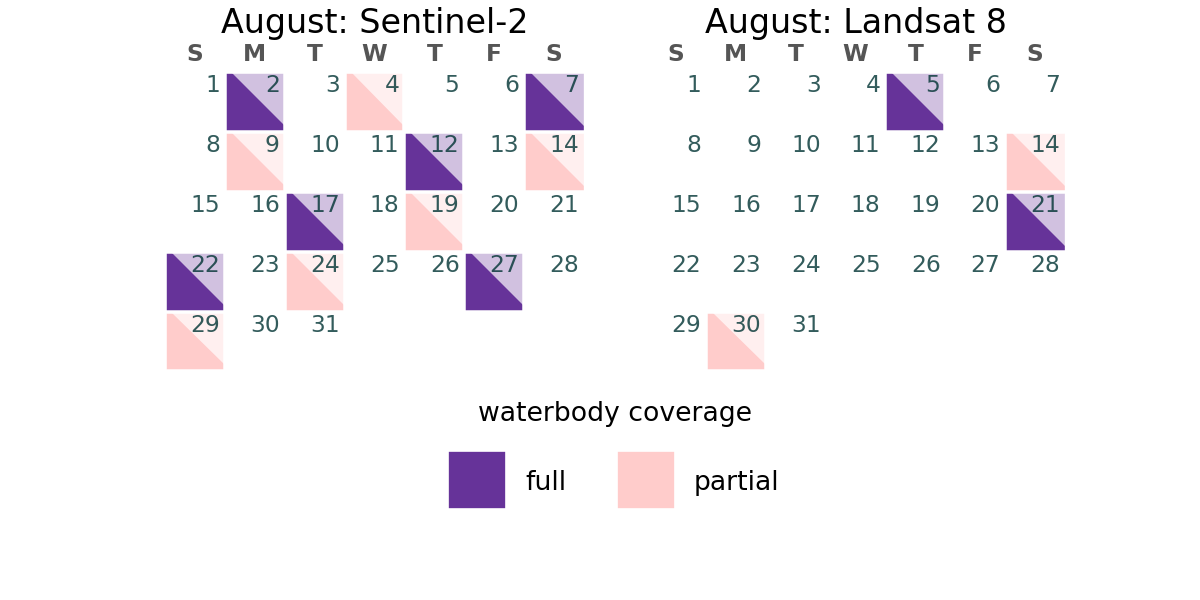 August: Sentinel-2
S M T W T F S
1 2 3 4 5 6 7
8 9 10 11 12 13 14
15 16 17 18 19 20 21
22 23 24 25 26 27 28
29 30 31
August: Landsat 8
S M T W T F S
1 2 3 4 5 6 7
8 9 10 11 12 13 14
15 16 17 18 19 20 21
22 23 24 25 26 27 28
29 30 31
waterbody coverage
full partial